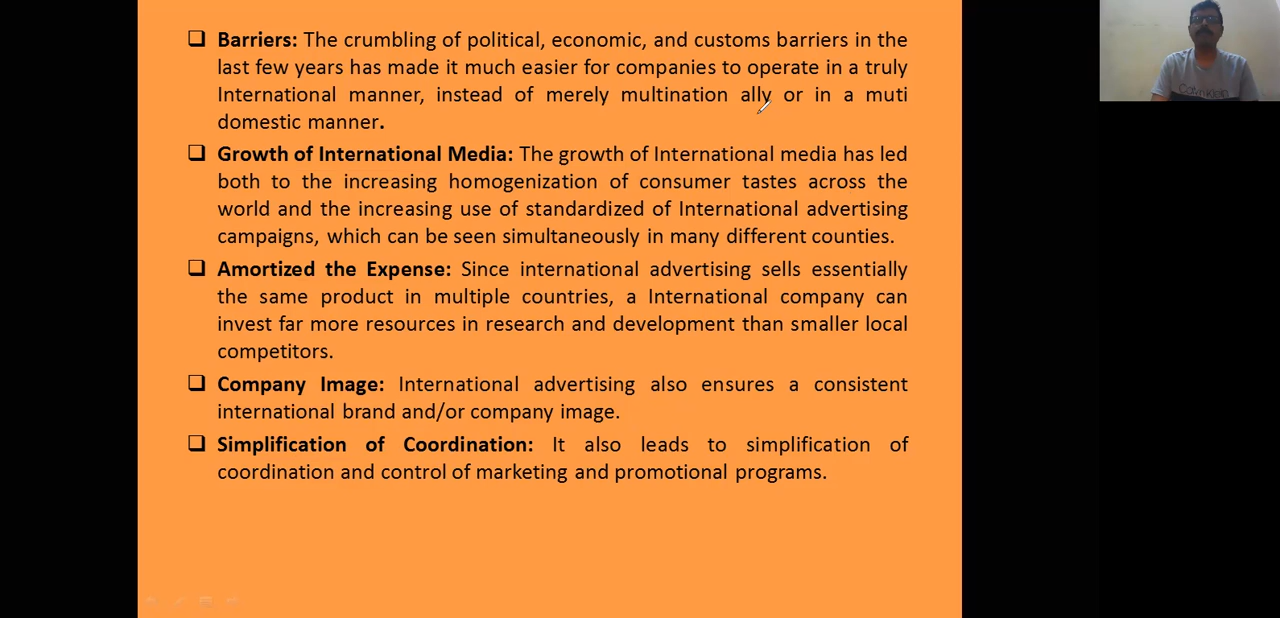 ❑ Barriers: The crumbling of political, economic, and customs barriers in the
last few years has made it much easier for companies to operate in a truly
International manner, instead of merely multination ally or in a muti
domestic manner.
❑ Growth of International Media: The growth of International media has led
both to the increasing homogenization of consumer tastes across the
world and the increasing use of standardized of International advertising
campaigns, which can be seen simultaneously in many different counties.
❑ Amortized the Expense: Since international advertising sells essentially
the same product in multiple countries, a International company can
invest far more resources in research and development than smaller local
competitors.
❑ Company Image: International advertising also ensures a consistent
international brand and/or company image.
❑ Simplification of Coordination: It also leads to simplification of
coordination and control of marketing and promotional programs.
Calvin Klein